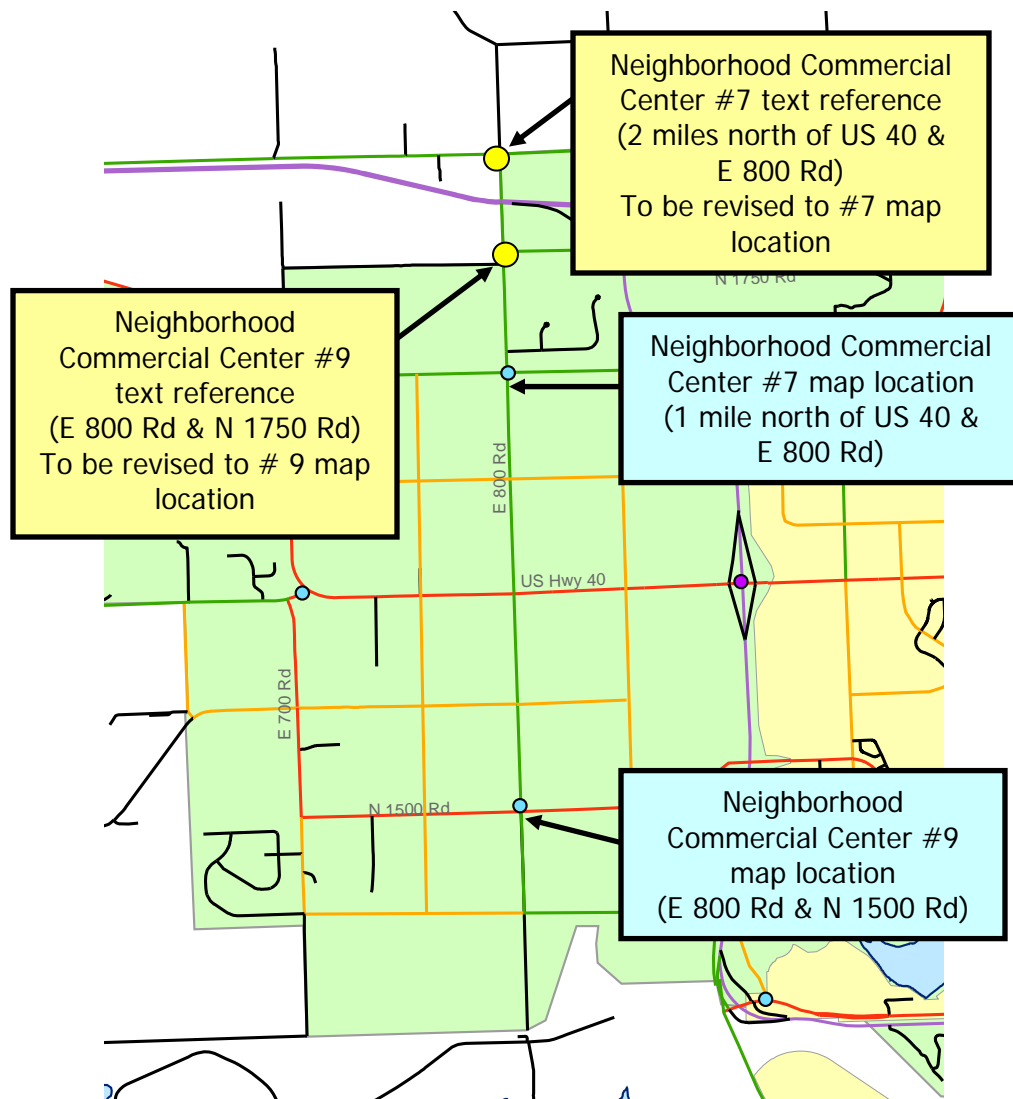 Neighborhood Commercial
Center #7 text reference
(2 miles north of US 40 &
E 800 Rd)
To be revised to #7 map
location
N 1750 Rd
Neighborhood
Commercial Center #9
text reference
(E 800 Rd & N 1750 Rd)
To be revised to # 9 map
location
Neighborhood Commercial
Center #7 map location
(1 mile north of US 40 &
E 800 Rd)
E 800 Rd
US Hwy 40
E 700 Rd
N 1500 Rd
Neighborhood
Commercial Center #9
map location
(E 800 Rd & N 1500 Rd)